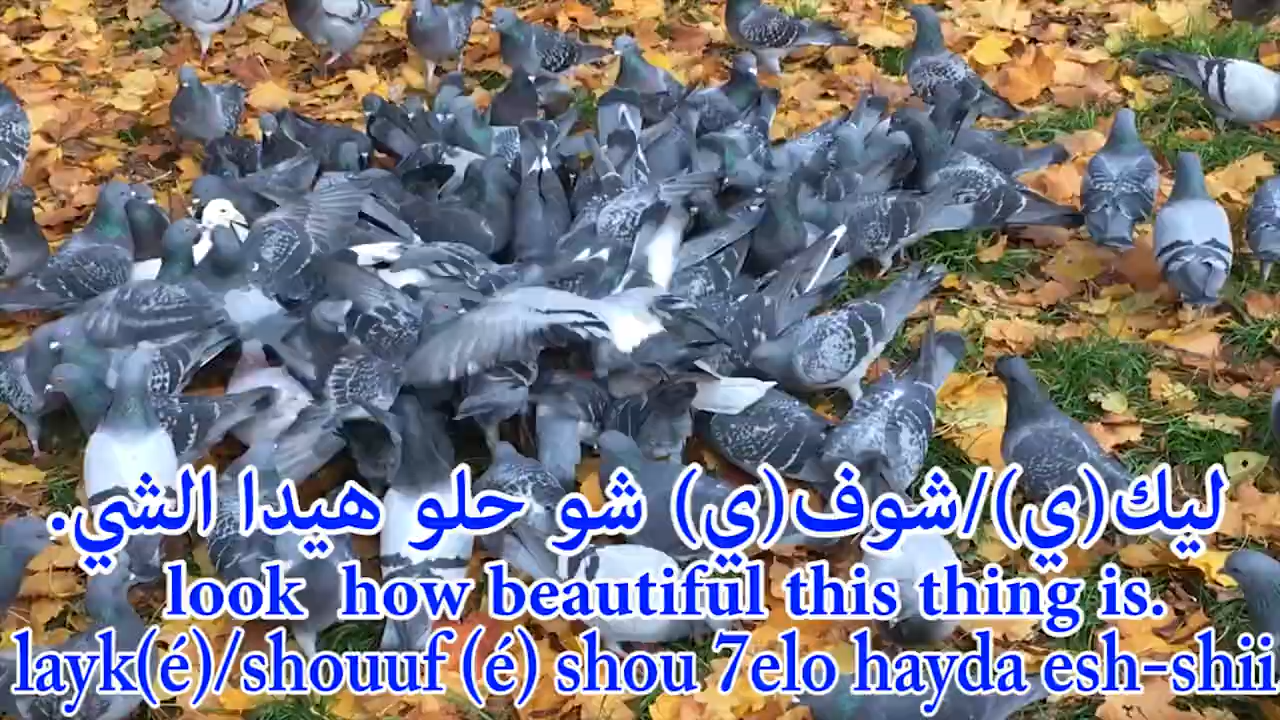 ليك(ي)/شوف(ي) شو حلو هيدا الشي.
look how beautiful this thing is.
layk(é)/shouuf (é) shou 7elo hayda esh-shii.